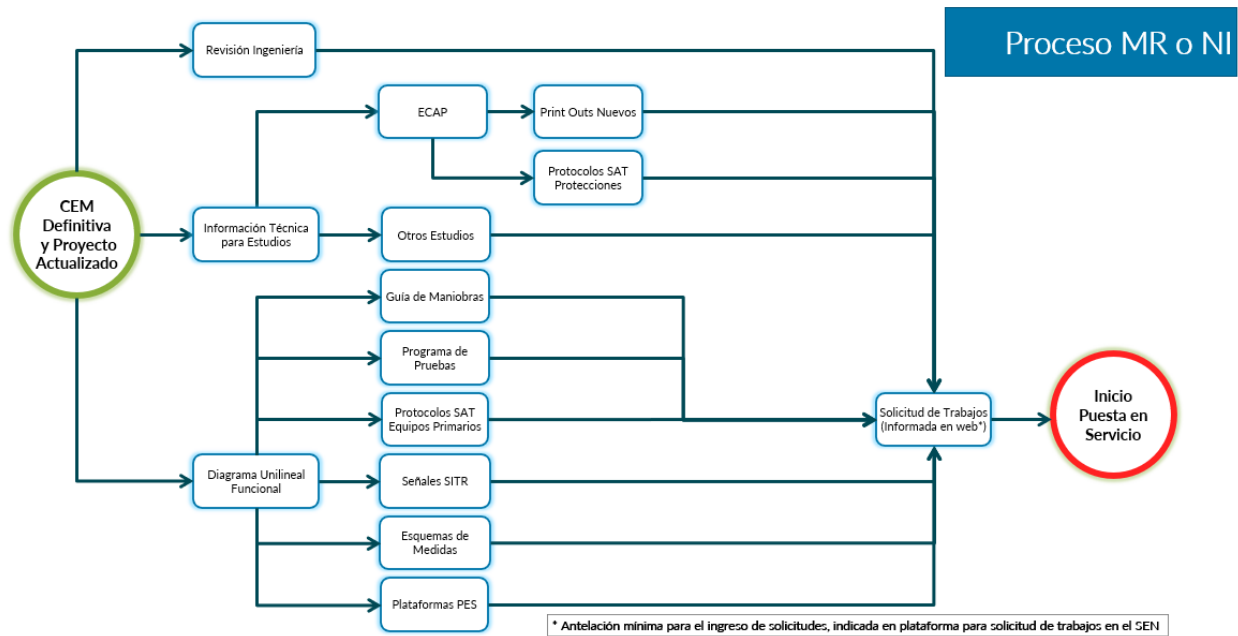 Proceso MR o NI
Revisión Ingeniería
ECAP
Print Outs Nuevos
Protocolos SAT
Protecciones
CEM
Definitiva
y Proyecto
Actualizado
Información Técnica
para Estudios
Otros Estudios
Guía de Maniobras
Programa de
Pruebas
Protocolos SAT
Equipos Primarios
Solicitud de Trabajos
(Informada en web*)
Inicio
Puesta en
Servicio
Diagrama Unilineal
Funcional
Señales SITR
Esquemas de
Medidas
Plataformas PES
* Antelación mínima para el ingreso de solicitudes, indicada en plataforma para solicitud de trabajos en el SEN